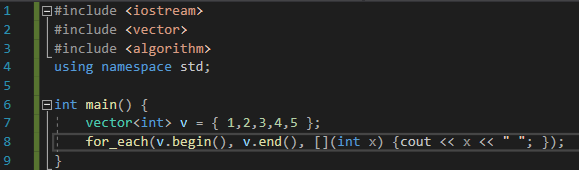 1 #include <iostream>
2 #include <vector>
3 #include <algorithm>
4 using namespace std;
5
6 int main() {
7 vector<int> v = { 1,2,3,4,5 };
8 for_each(v.begin(), v.end(), [](int x) {cout << x << " "; });
9 }